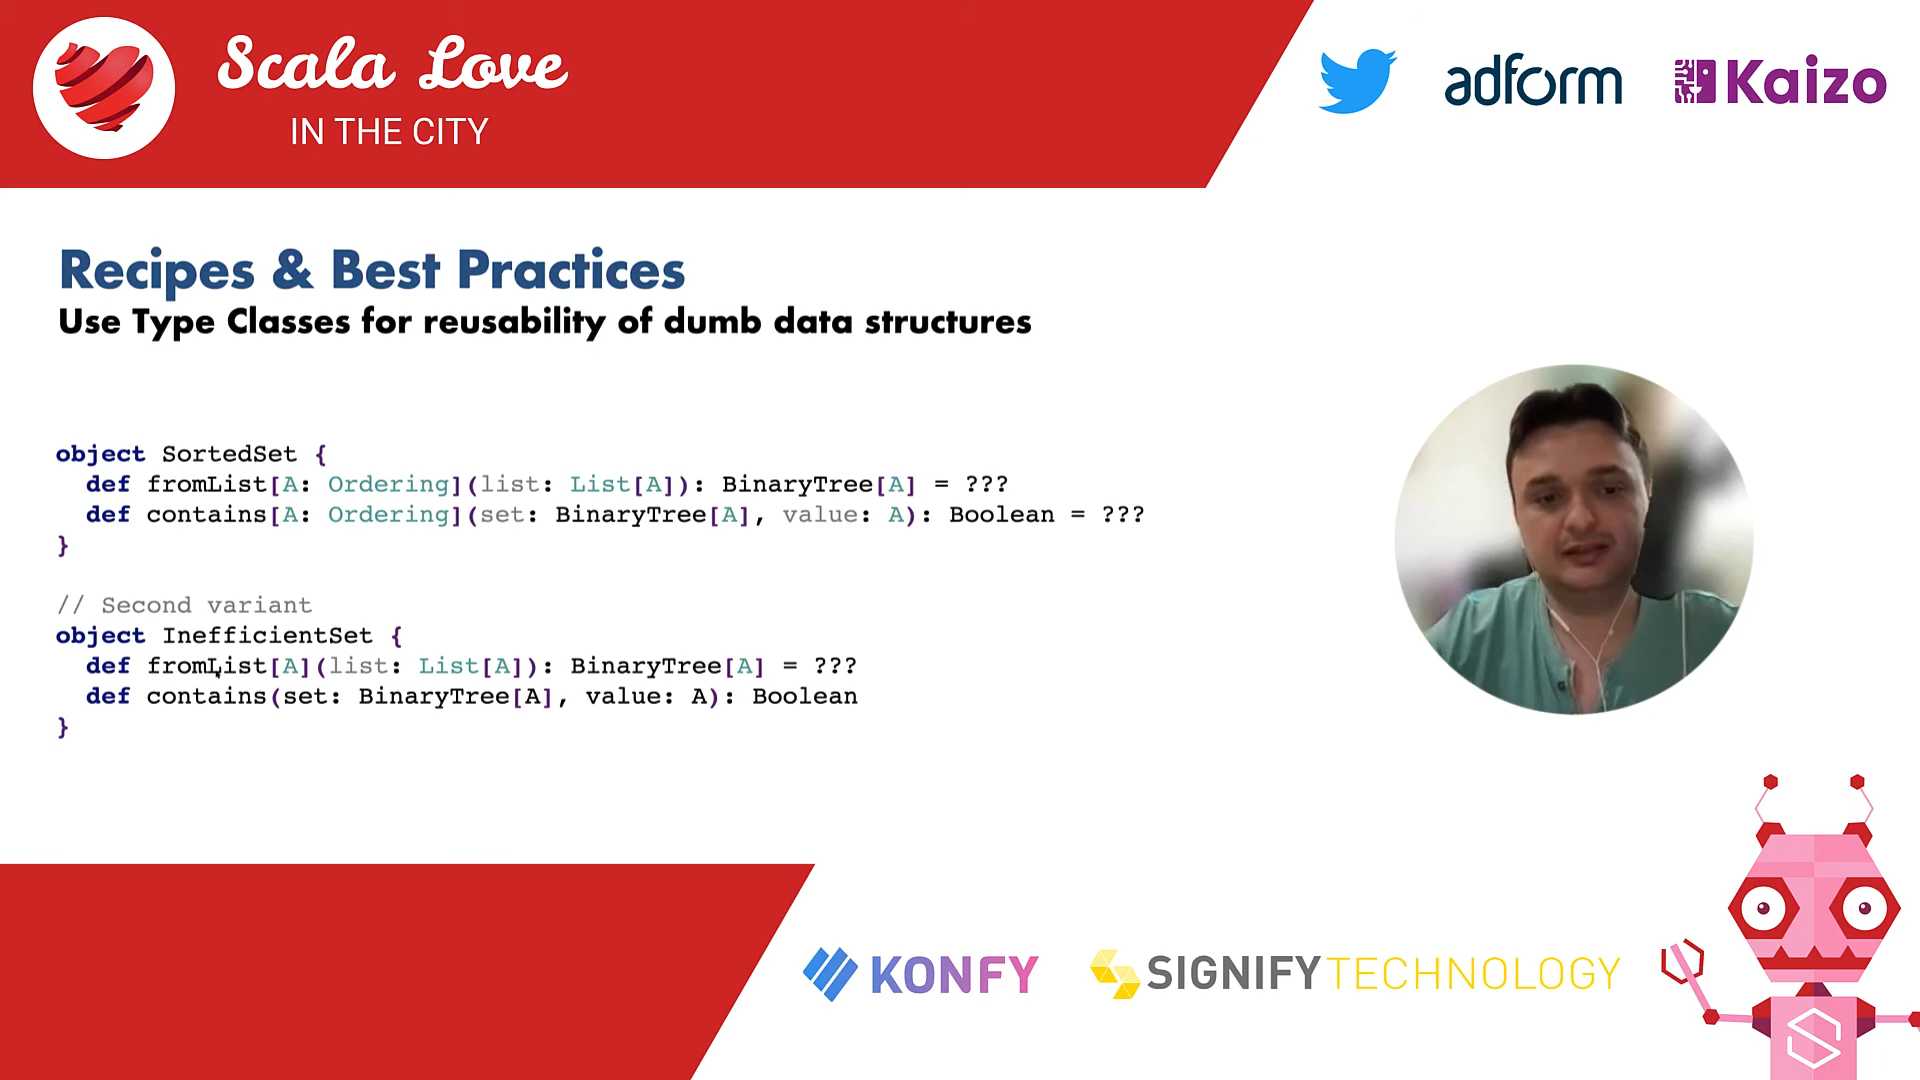 Scala Love
IN THE CITY
adform
Kaizo
Recipes & Best Practices
Use Type Classes for reusability of dumb data structures
object SortedSet {
  def fromList[A: Ordering](list: List[A]): BinaryTree[A] = ???
  def contains[A: Ordering](set: BinaryTree[A], value: A): Boolean = ???
}
// Second variant
object InefficientSet {
  def fromList[A](list: List[A]): BinaryTree[A] = ???
  def contains(set: BinaryTree[A], value: A): Boolean
}
KONFY
SIGNIFYTECHNOLOGY